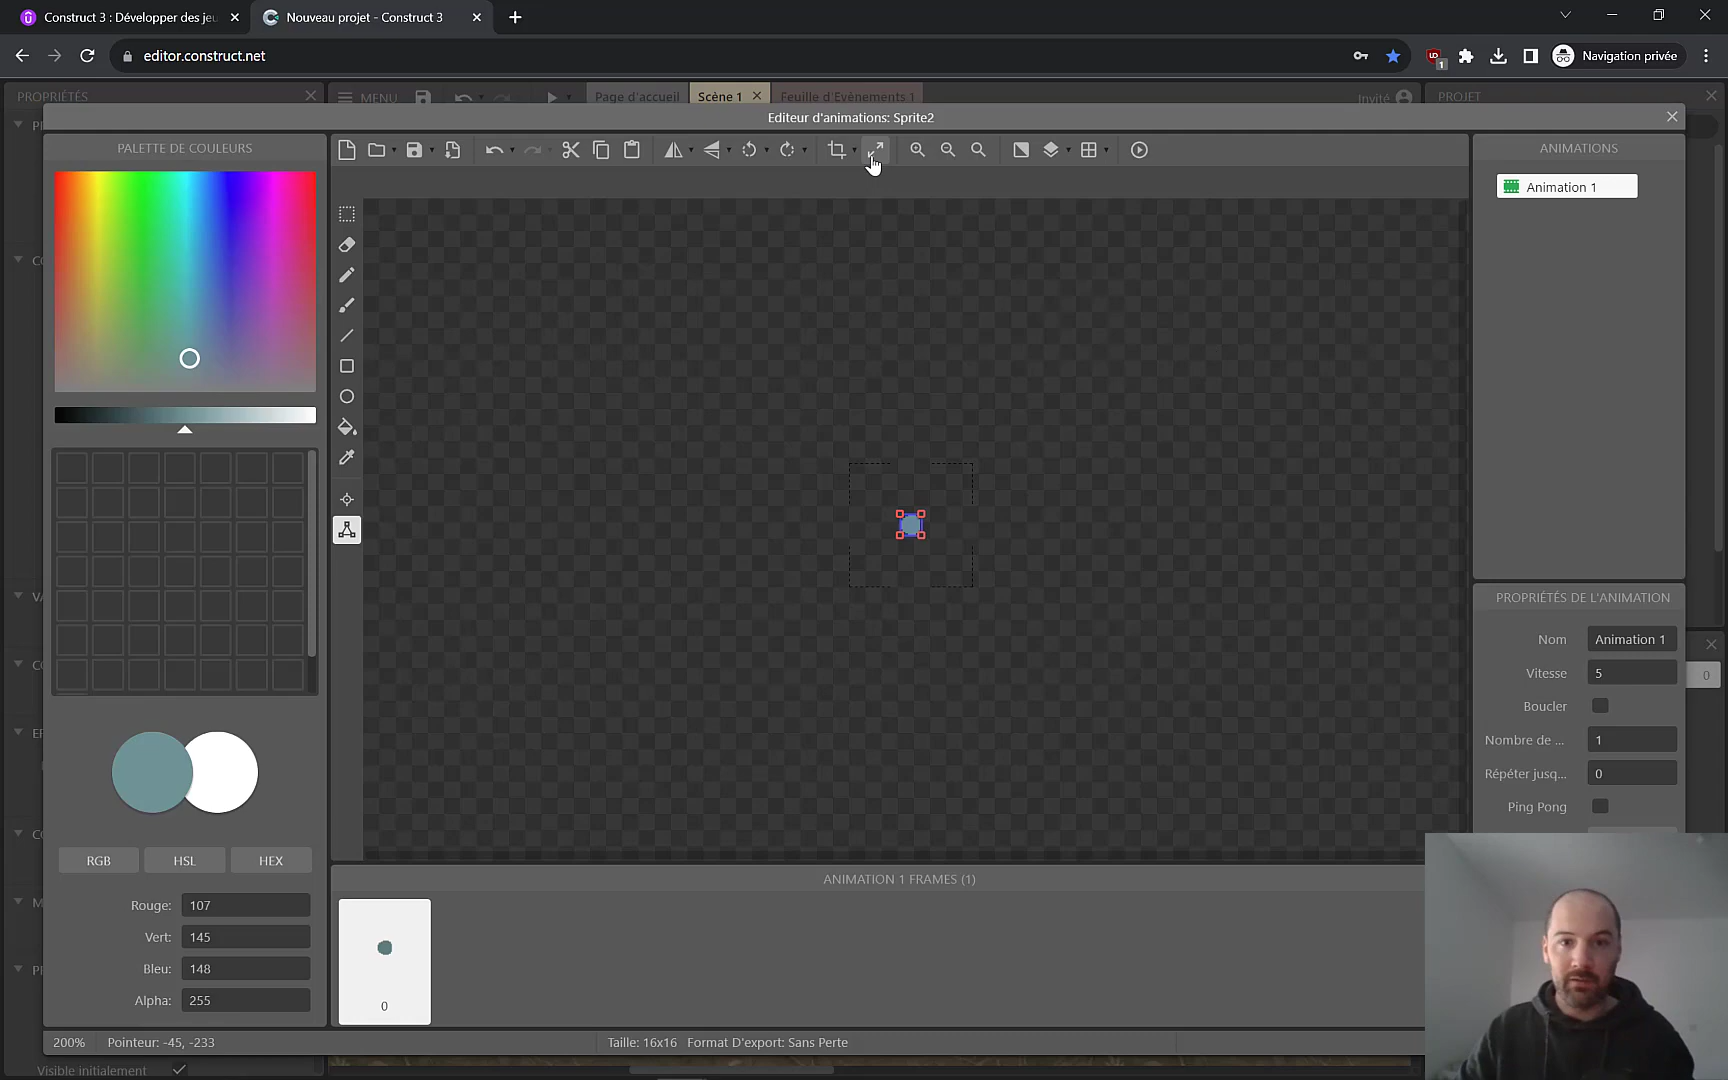 Construct 3 : Développer des jeu
Nouveau projet - Construct 3
editor.construct.net
1
Navigation privée
PROPRIÉTÉS
MENU
Page d'accueil
Scène 1
Feuille d'Evènements 1
Invité
PROJET
Editeur d'animations: Sprite2
PALETTE DE COULEURS
ANIMATIONS
Animation 1
PROPRIÉTÉS DE L'ANIMATION
Nom
Animation 1
Vitesse
5
0
Boucler
Nombre de ...
1
Répéter jusq...
0
Ping Pong
RGB
HSL
HEX
Rouge:
107
Vert:
145
Bleu:
148
Alpha:
255
ANIMATION 1 FRAMES (1)
0
200%
Pointeur: -45, -233
Taille: 16x16
Format D'export: Sans Perte
Visible initialement